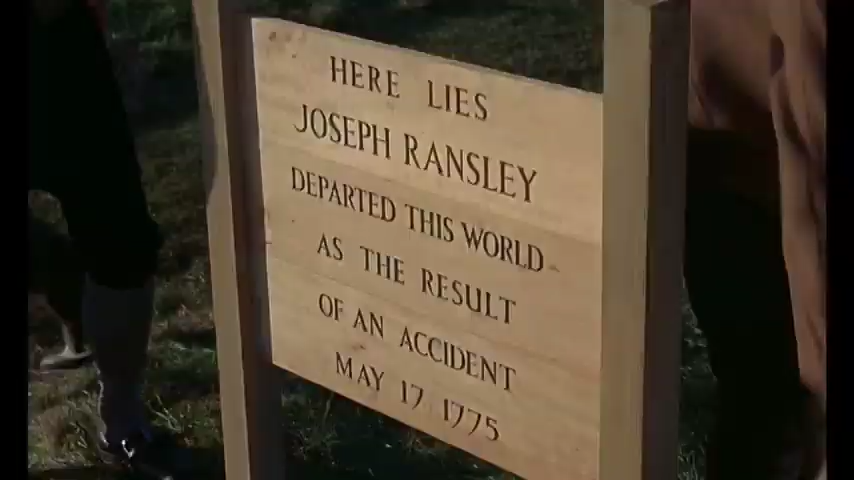 HERE LIES
JOSEPH RANSLEY
DEPARTED THIS WORLD
AS THE RESULT
OF AN ACCIDENT
MAY 17 1775